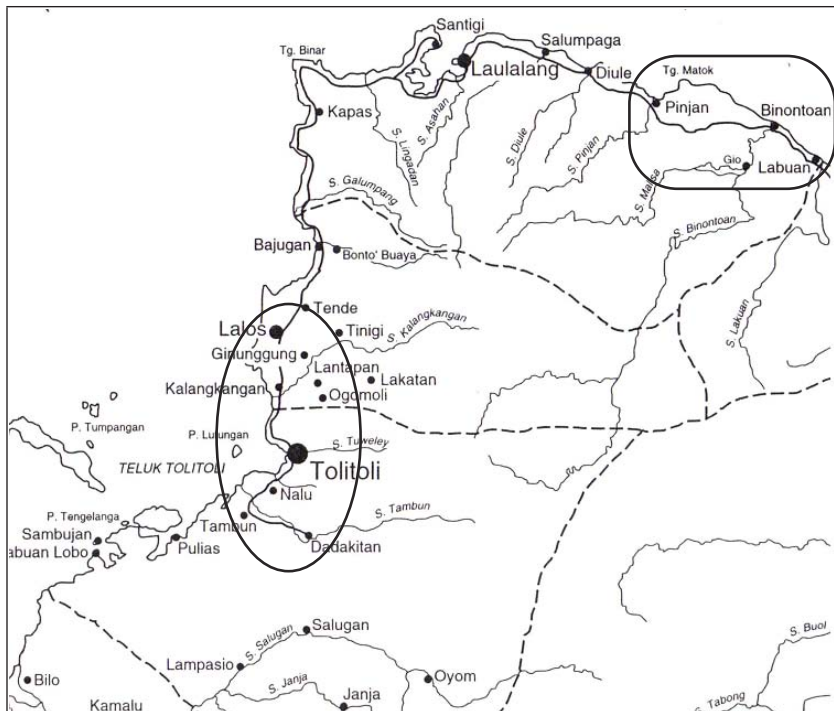 Santigi
Salumpaga
Tg. Binar
Laulalang
Diule
Tg. Matok
Pinjan
Kapas
Binontoan
S. Asahan
S. Lingadan
S. Diule
S. Pinjan
Gio
Labuan
S. Malisa
S. Galumpang
S. Binontoan
Bajugan
Bonto' Buaya
S. Lakuan
Tende
Lalos
Tinigi
S. Kalangkangan
Ginunggung
Lantapan
Lakatan
Kalangkangan
Ogomoli
P. Tumpangan
P. Lutungan
S. Tuweley
TELUK TOLITOLI
Tolitoli
Nalu
P. Tengelanga
Tambun
S. Tambun
Sambujan
abuan Lobo
Pulias
Dadakitan
Salugan
S. Salugan
S. Buol
Lampasio
Bilo
S. Janja
Oyom
Kamalu
Janja
S. Tabong